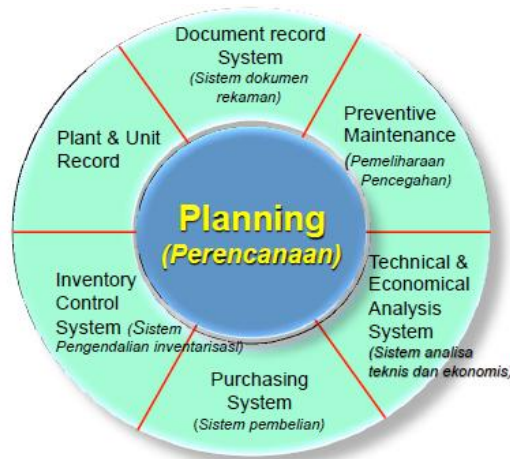 Document record
System
(Sistem dokumen
rekaman)
Preventive
Maintenance
(Pemeliharaan
Pencegahan)
Plant & Unit
Record
Planning
(Perencanaan)
Technical &
Economical
Analysis
System
(Sistem analisa
teknis dan ekonomis)
Inventory
Control
System (Sistem
Pengendalian inventarisasi)
Purchasing
System
(Sistem pembelian)